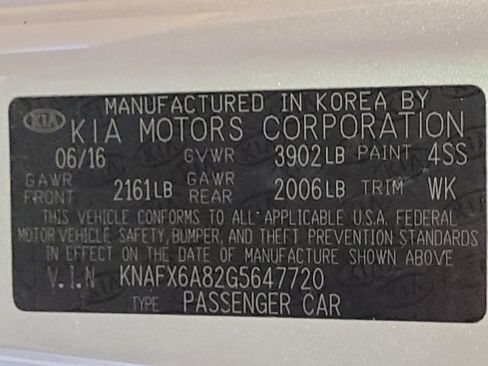 MANUFACTURED IN KOREA BY
KIA KIA MOTORS CORPORATION
06/16 GVWR 3902LB PAINT 4SS
GAWR FRONT 2161LB GAWR REAR 2006LB TRIM WK
THIS VEHICLE CONFORMS TO ALL APPLICABLE U.S.A. FEDERAL
MOTOR VEHICLE SAFETY, BUMPER, AND THEFT PREVENTION STANDARDS
IN EFFECT ON THE DATE OF MANUFACTURE SHOWN ABOVE
V.I.N KNAFX6A82G5647720
TYPE PASSENGER CAR